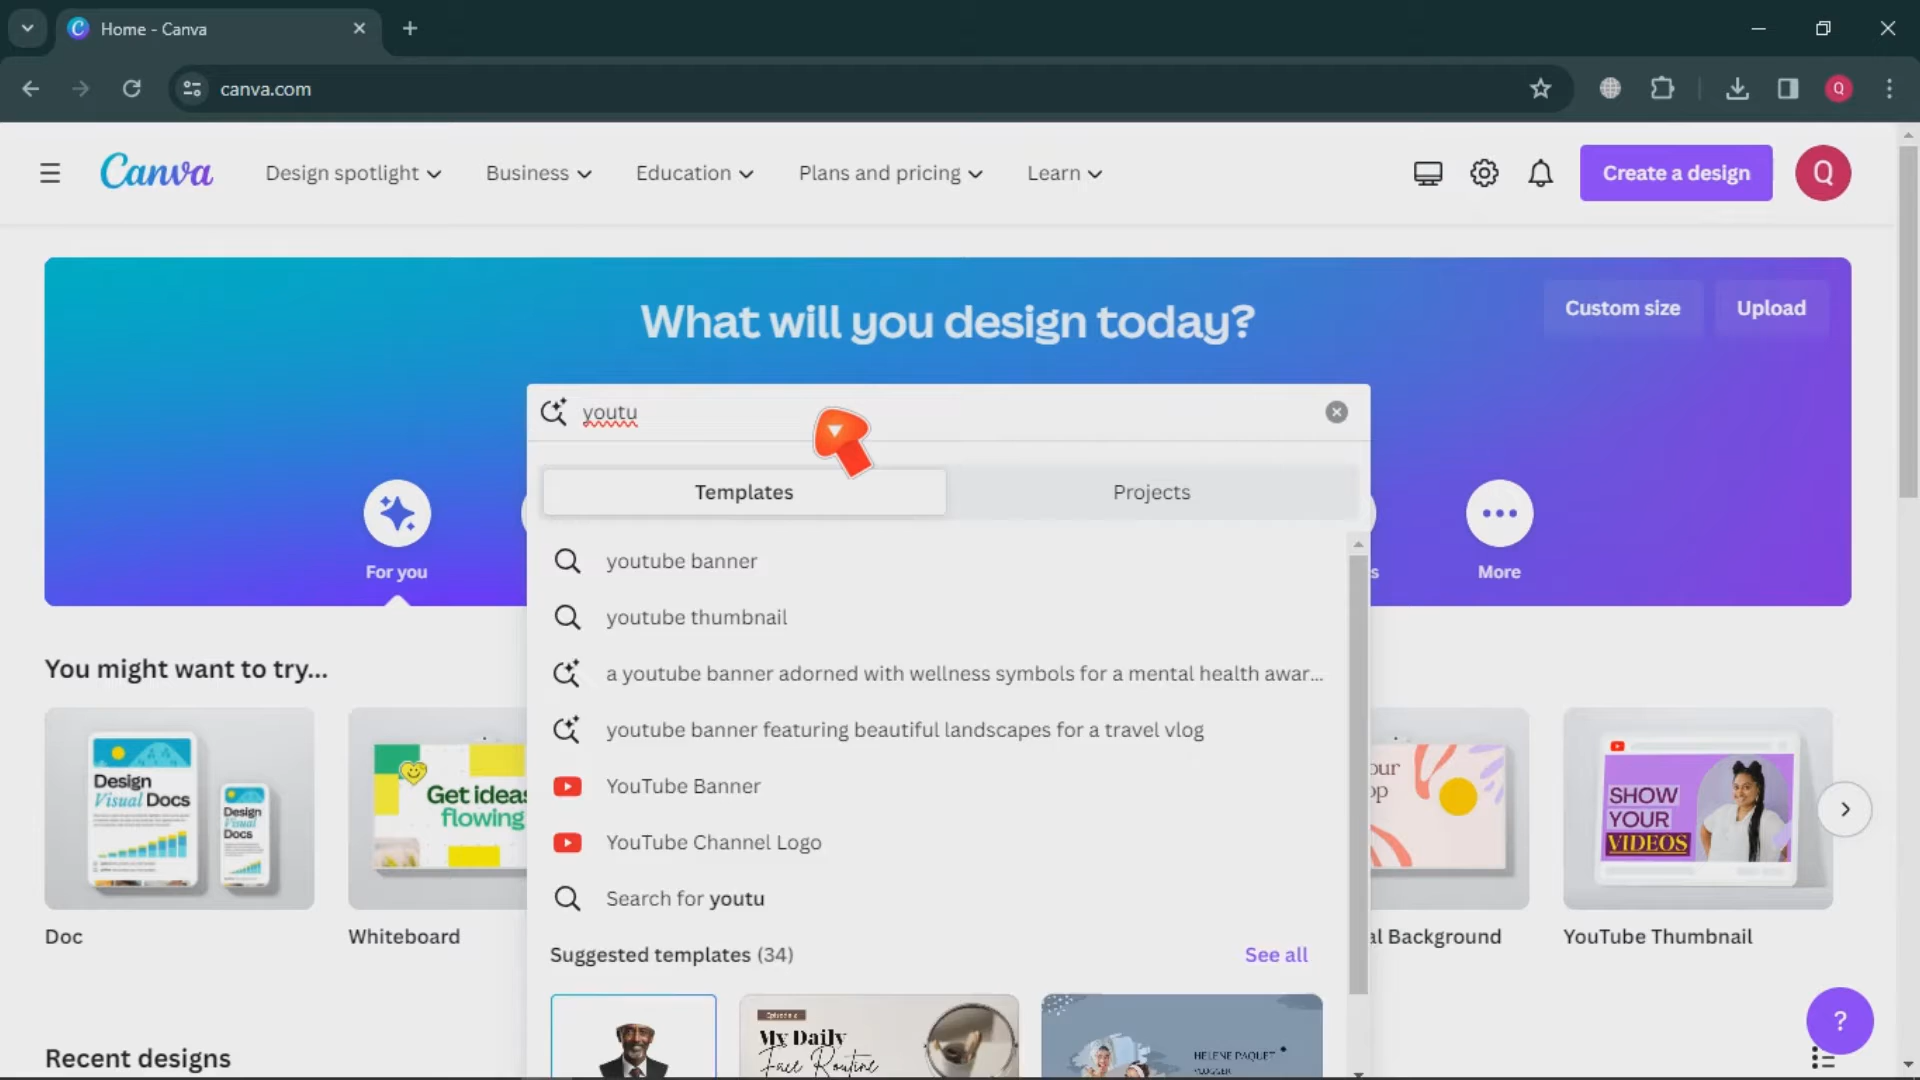 Home - Canva
canva.com
Canva
Design spotlight
Business
Education
Plans and pricing
Learn
Create a design
Q
What will you design today?
Custom size
Upload
youtu
Templates
Projects
For you
More
s
youtube banner
youtube thumbnail
a youtube banner adorned with wellness symbols for a mental health awar...
youtube banner featuring beautiful landscapes for a travel vlog
YouTube Banner
YouTube Channel Logo
Search for youtu
Suggested templates (34)
See all
You might want to try...
Design
Visual Docs
Design
Visual
Docs
Get ideas
flowing
our
op
SHOW
YOUR
VIDEOS
Doc
Whiteboard
al Background
YouTube Thumbnail
My Daily
Face Routine
HELENE PAQUET
VLOGGER
Recent designs
?